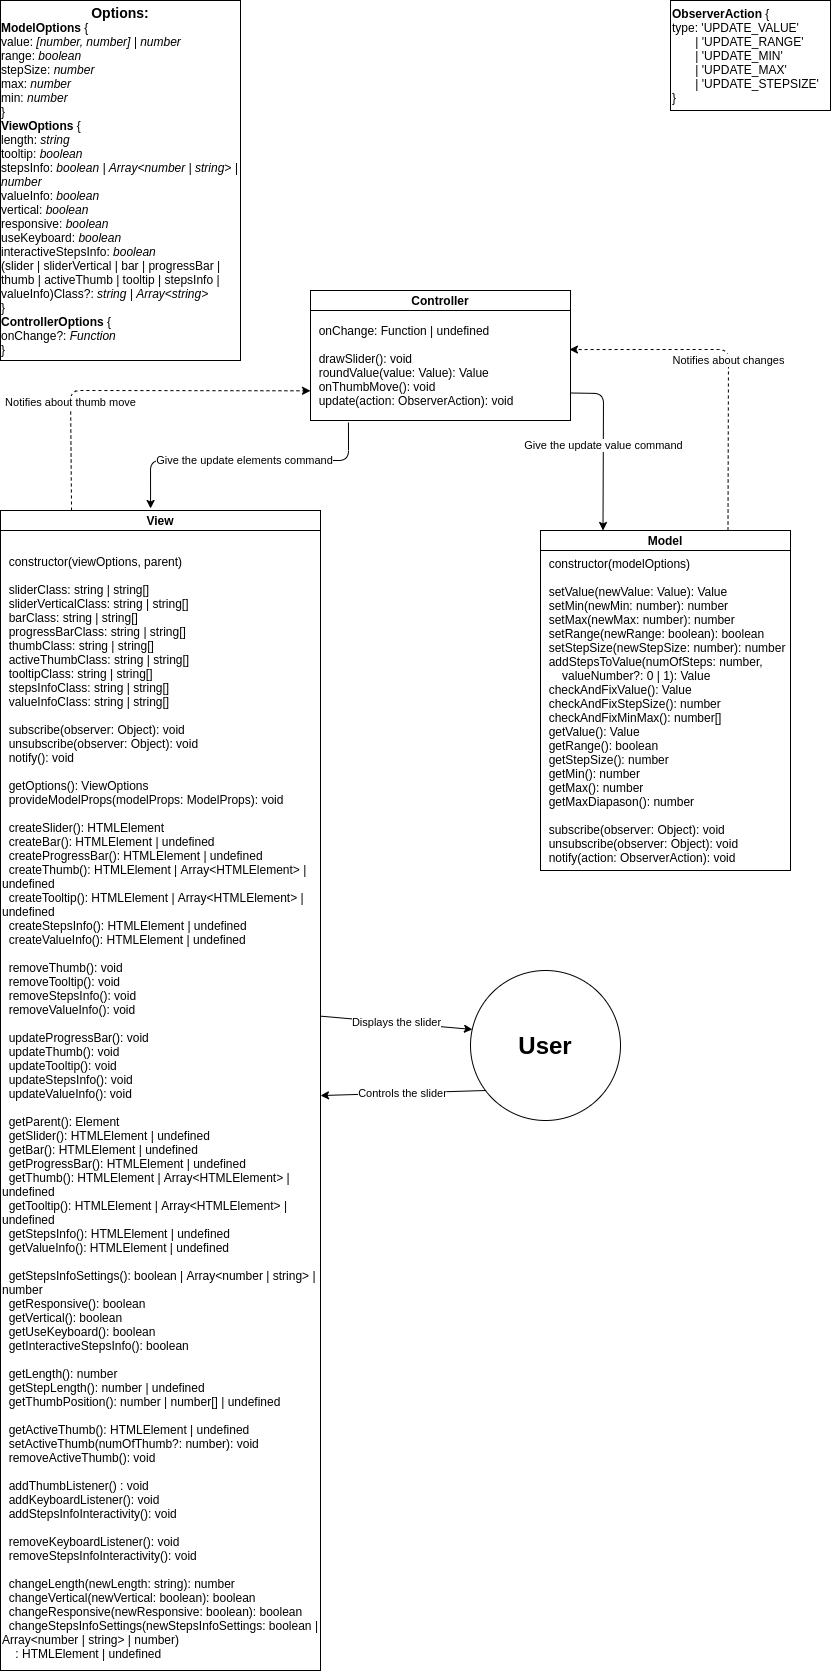 Options:
ModelOptions {
value: [number, number] | number
range: boolean
stepSize: number
max: number
min: number
}
ViewOptions {
length: string
tooltip: boolean
stepsInfo: boolean | Array<number | string> |
number
valueInfo: boolean
vertical: boolean
responsive: boolean
useKeyboard: boolean
interactiveStepsInfo: boolean
(slider | sliderVertical | bar | progressBar |
thumb | activeThumb | tooltip | stepsInfo |
valueInfo)Class?: string | Array<string>
}
ControllerOptions {
onChange?: Function
}
ObserverAction {
type: 'UPDATE_VALUE'
| 'UPDATE_RANGE'
| 'UPDATE_MIN'
| 'UPDATE_MAX'
| 'UPDATE_STEPSIZE'
}
Controller
onChange: Function | undefined
drawSlider(): void
roundValue(value: Value): Value
onThumbMove(): void
update(action: ObserverAction): void
Notifies about changes
Notifies about thumb move
Give the update value command
Give the update elements command
View
constructor(viewOptions, parent)
sliderClass: string | string[]
sliderVerticalClass: string | string[]
barClass: string | string[]
progressBarClass: string | string[]
thumbClass: string | string[]
activeThumbClass: string | string[]
tooltipClass: string | string[]
stepsInfoClass: string | string[]
valueInfoClass: string | string[]
subscribe(observer: Object): void
unsubscribe(observer: Object): void
notify(): void
getOptions(): ViewOptions
provideModelProps(modelProps: ModelProps): void
createSlider(): HTMLElement
createBar(): HTMLElement | undefined
createProgressBar(): HTMLElement | undefined
createThumb(): HTMLElement | Array<HTMLElement> |
undefined
createTooltip(): HTMLElement | Array<HTMLElement> |
undefined
createStepsInfo(): HTMLElement | undefined
createValueInfo(): HTMLElement | undefined
removeThumb(): void
removeTooltip(): void
removeStepsInfo(): void
removeValueInfo(): void
updateProgressBar(): void
updateThumb(): void
updateTooltip(): void
updateStepsInfo(): void
updateValueInfo(): void
getParent(): Element
getSlider(): HTMLElement | undefined
getBar(): HTMLElement | undefined
getProgressBar(): HTMLElement | undefined
getThumb(): HTMLElement | Array<HTMLElement> |
undefined
getTooltip(): HTMLElement | Array<HTMLElement> |
undefined
getStepsInfo(): HTMLElement | undefined
getValueInfo(): HTMLElement | undefined
getStepsInfoSettings(): boolean | Array<number | string> |
number
getResponsive(): boolean
getVertical(): boolean
getUseKeyboard(): boolean
getInteractiveStepsInfo(): boolean
getLength(): number
getStepLength(): number | undefined
getThumbPosition(): number | number[] | undefined
getActiveThumb(): HTMLElement | undefined
setActiveThumb(numOfThumb?: number): void
removeActiveThumb(): void
addThumbListener() : void
addKeyboardListener(): void
addStepsInfoInteractivity(): void
removeKeyboardListener(): void
removeStepsInfoInteractivity(): void
changeLength(newLength: string): number
changeVertical(newVertical: boolean): boolean
changeResponsive(newResponsive: boolean): boolean
changeStepsInfoSettings(newStepsInfoSettings: boolean |
Array<number | string> | number)
: HTMLElement | undefined
Model
constructor(modelOptions)
setValue(newValue: Value): Value
setMin(newMin: number): number
setMax(newMax: number): number
setRange(newRange: boolean): boolean
setStepSize(newStepSize: number): number
addStepsToValue(numOfSteps: number,
valueNumber?: 0 | 1): Value
checkAndFixValue(): Value
checkAndFixStepSize(): number
checkAndFixMinMax(): number[]
getValue(): Value
getRange(): boolean
getStepSize(): number
getMin(): number
getMax(): number
getMaxDiapason(): number
subscribe(observer: Object): void
unsubscribe(observer: Object): void
notify(action: ObserverAction): void
Displays the slider
User
Controls the slider